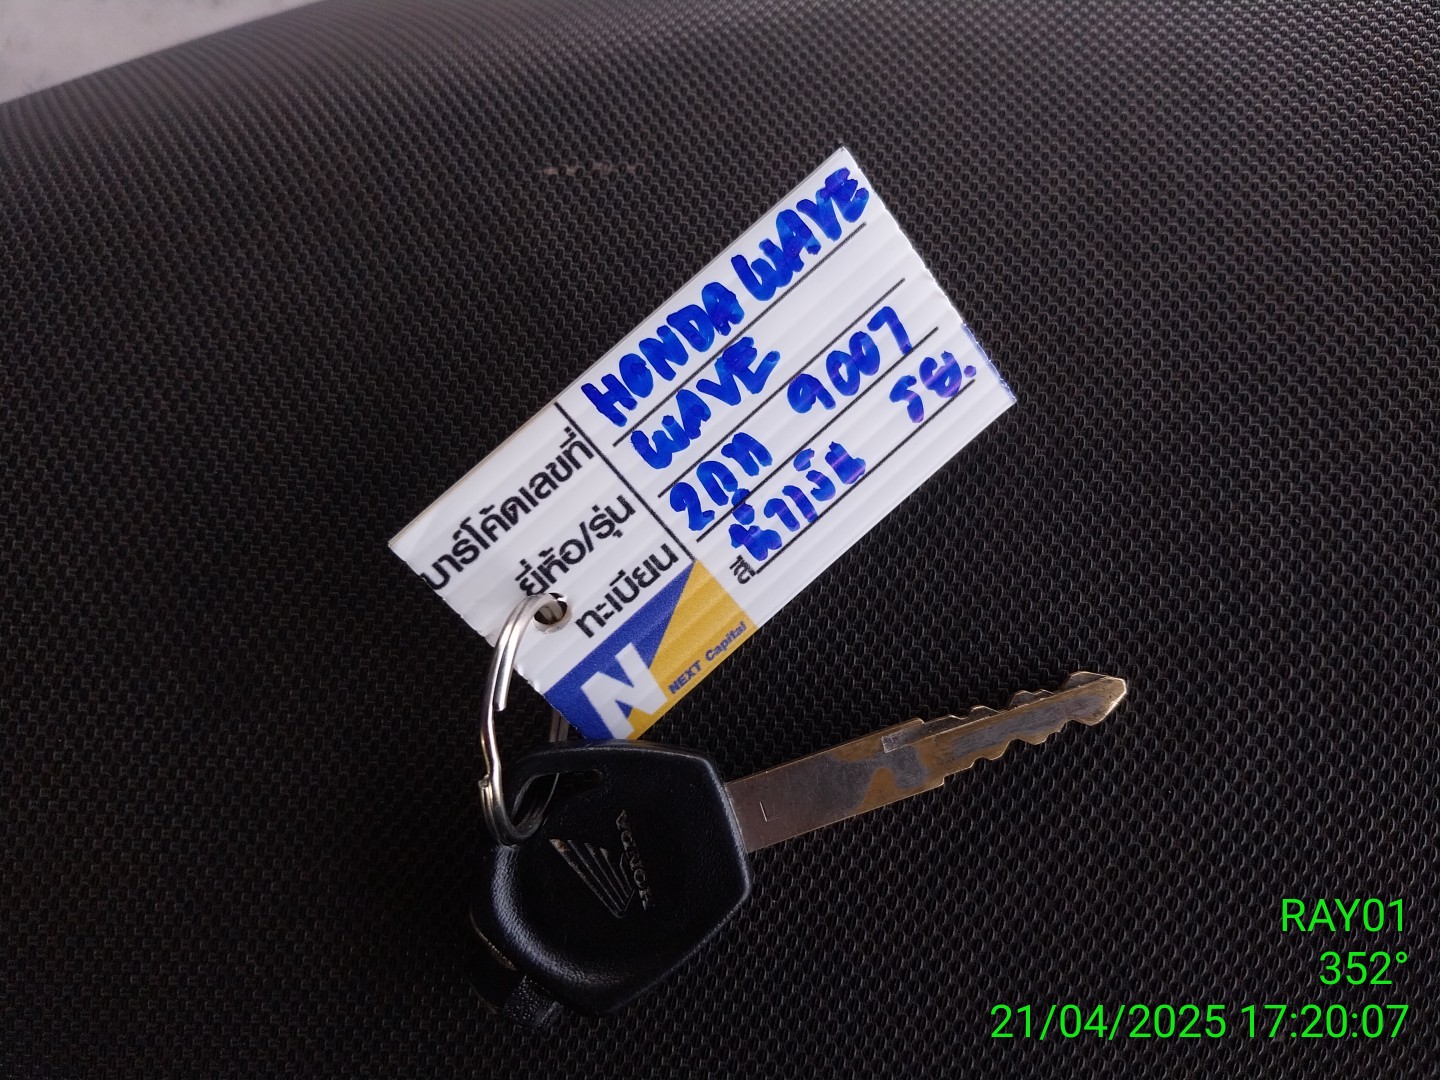 บาร์โค้ดเลขที่ HONDA WAVE
ยี่ห้อ/รุ่น WAVE.
ทะเบียน 2กท 9007
สี น้ำเงิน รย.
N
NEXT Capital
HONDA
L
RAY01
352°
21/04/2025 17:20:07